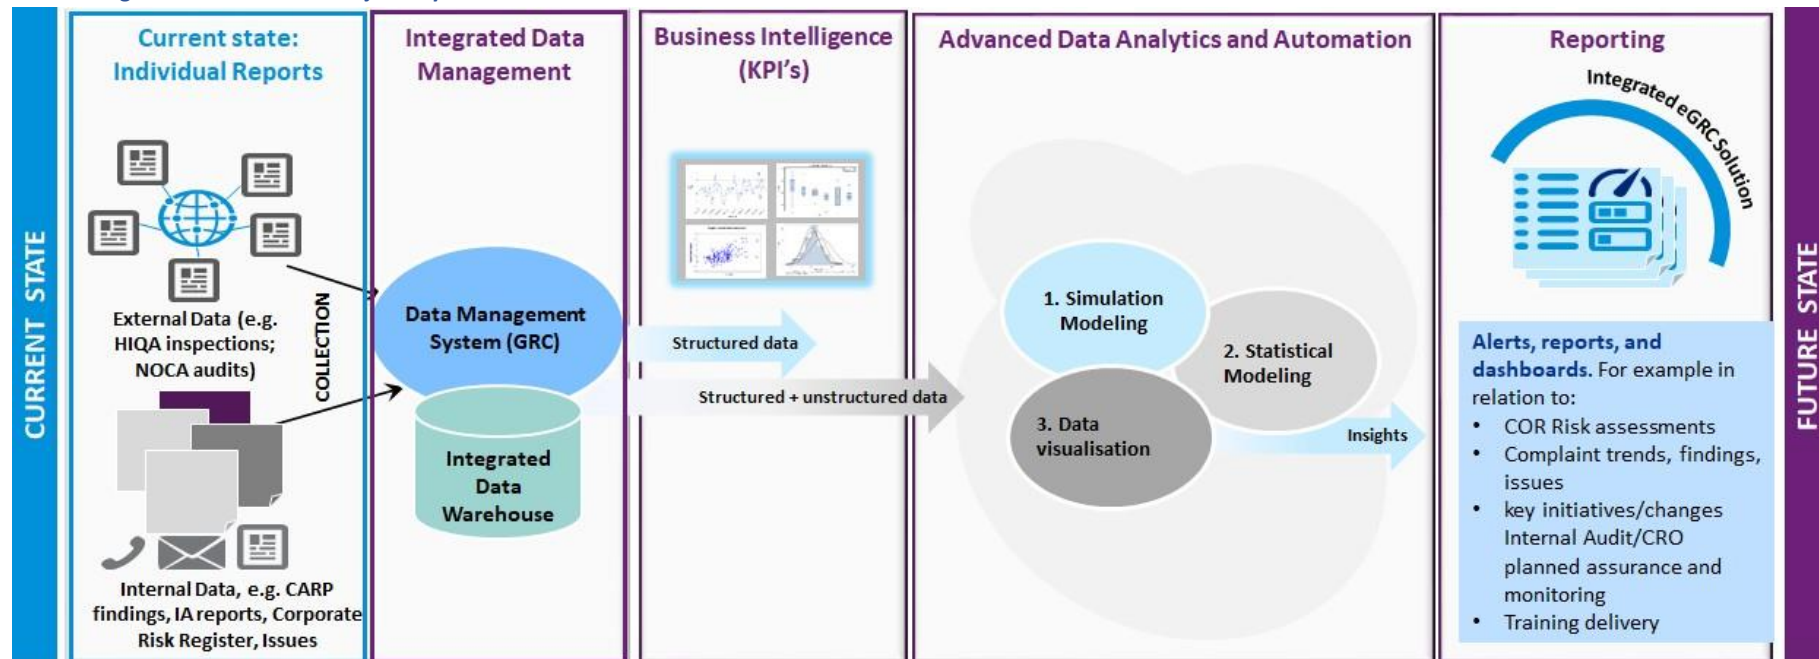 CURRENT STATE
Current state:
Individual Reports
External Data (e.g.
HIQA inspections;
NOCA audits)
COLLECTION
Internal Data, e.g. CARP
findings, IA reports, Corporate
Risk Register, Issues
Integrated Data
Management
Data Management
System (GRC)
Integrated
Data
Warehouse
Business Intelligence
(KPI's)
Structured data
Structured + unstructured data
Advanced Data Analytics and Automation
1. Simulation
Modeling
2. Statistical
Modeling
3. Data
visualisation
Insights
Reporting
Integrated eGRC Solution
Alerts, reports, and
dashboards. For example in
relation to:
• COR Risk assessments
• Complaint trends, findings,
issues
• key initiatives/changes
Internal Audit/CRO
planned assurance and
monitoring
• Training delivery
FUTURE STATE